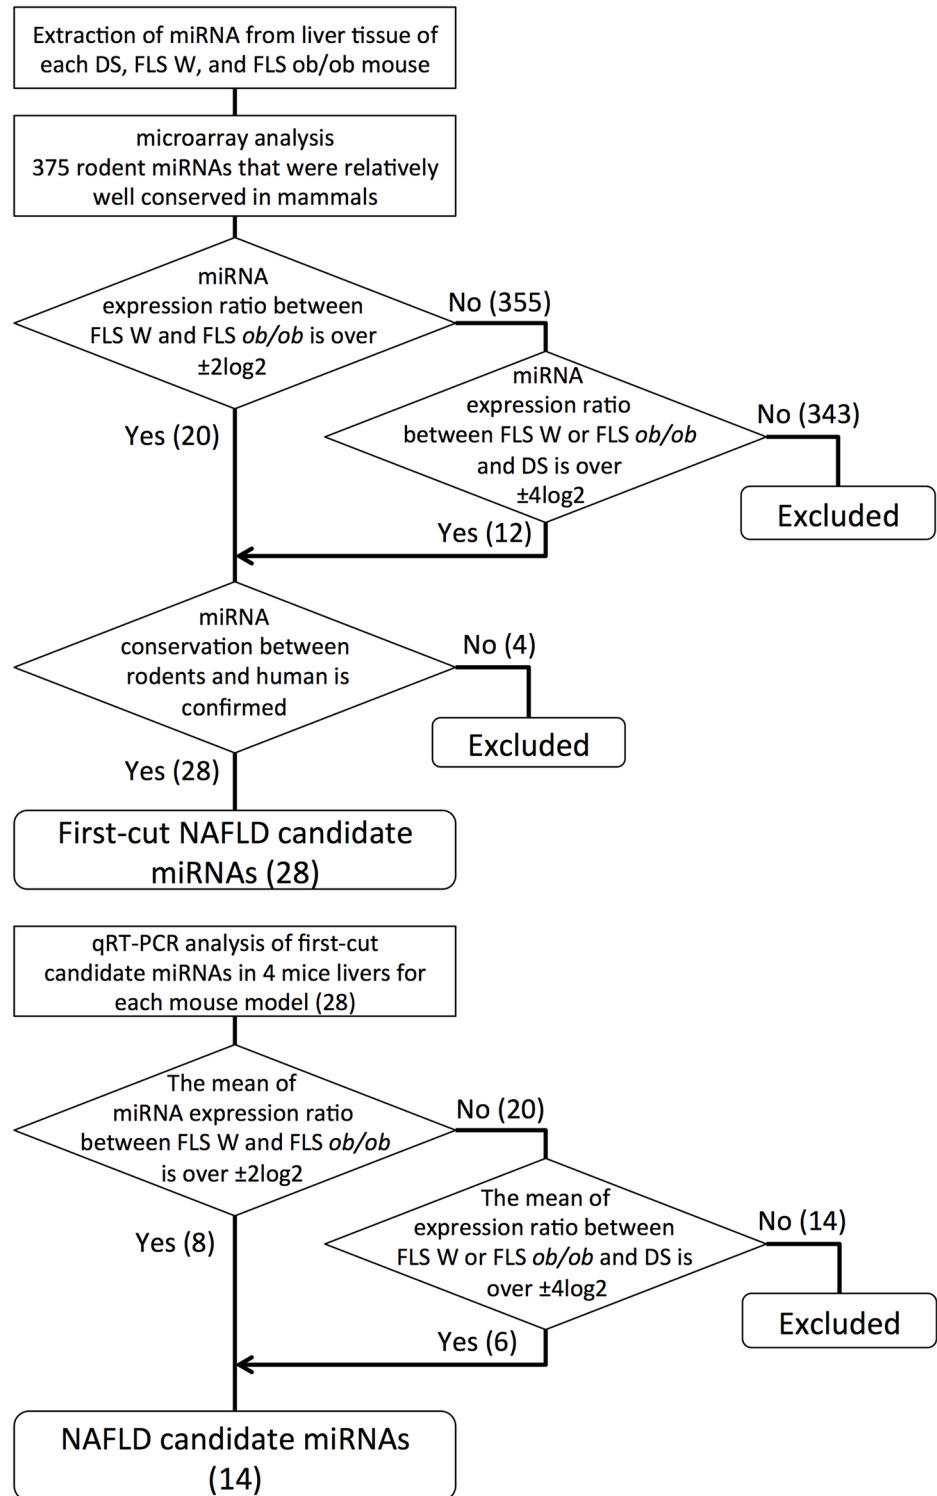 Extraction of miRNA from liver tissue of
each DS, FLS W, and FLS ob/ob mouse
microarray analysis
375 rodent miRNAs that were relatively
well conserved in mammals
miRNA
expression ratio between
FLS W and FLS ob/ob is over
±2log2
No (355)
Yes (20)
miRNA
expression ratio
between FLS W or FLS ob/ob
and DS is over
±4log2
No (343)
Excluded
Yes (12)
miRNA
conservation between
rodents and human is
confirmed
No (4)
Excluded
Yes (28)
First-cut NAFLD candidate
miRNAs (28)
qRT-PCR analysis of first-cut
candidate miRNAs in 4 mice livers for
each mouse model (28)
The mean of
miRNA expression ratio
between FLS W and FLS ob/ob
is over ±2log2
No (20)
Yes (8)
The mean of
expression ratio between
FLS W or FLS ob/ob and DS is
over ±4log2
No (14)
Excluded
Yes (6)
NAFLD candidate miRNAs
(14)